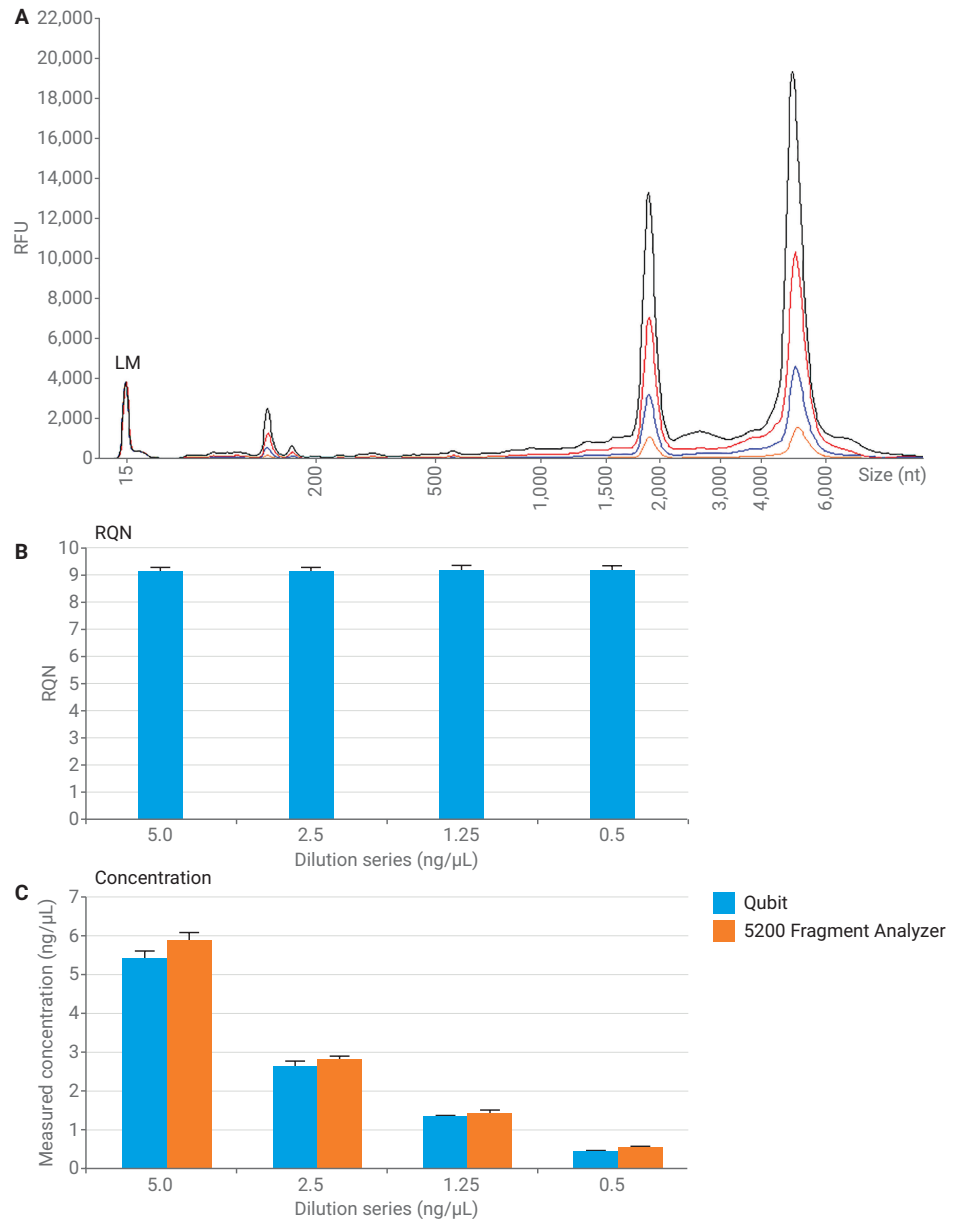 A
22,000
22,000
20,000
18,000
16,000
14,000
12,000
10,000
8,000
6,000
4,000
2,000
0
RFU
LM
15
200
500
1,000
1,500
2,000
3,000
4,000
6,000
Size (nt)
B
RQN
10
9
8
7
6
5
4
3
2
1
0
RQN
5.0 2.5 1.25 0.5
Dilution series (ng/µL)
C
Concentration
7
6
5
4
3
2
1
0
Measured concentration (ng/µL)
5.0 2.5 1.25 0.5
Dilution series (ng/µL)
Qubit
5200 Fragment Analyzer